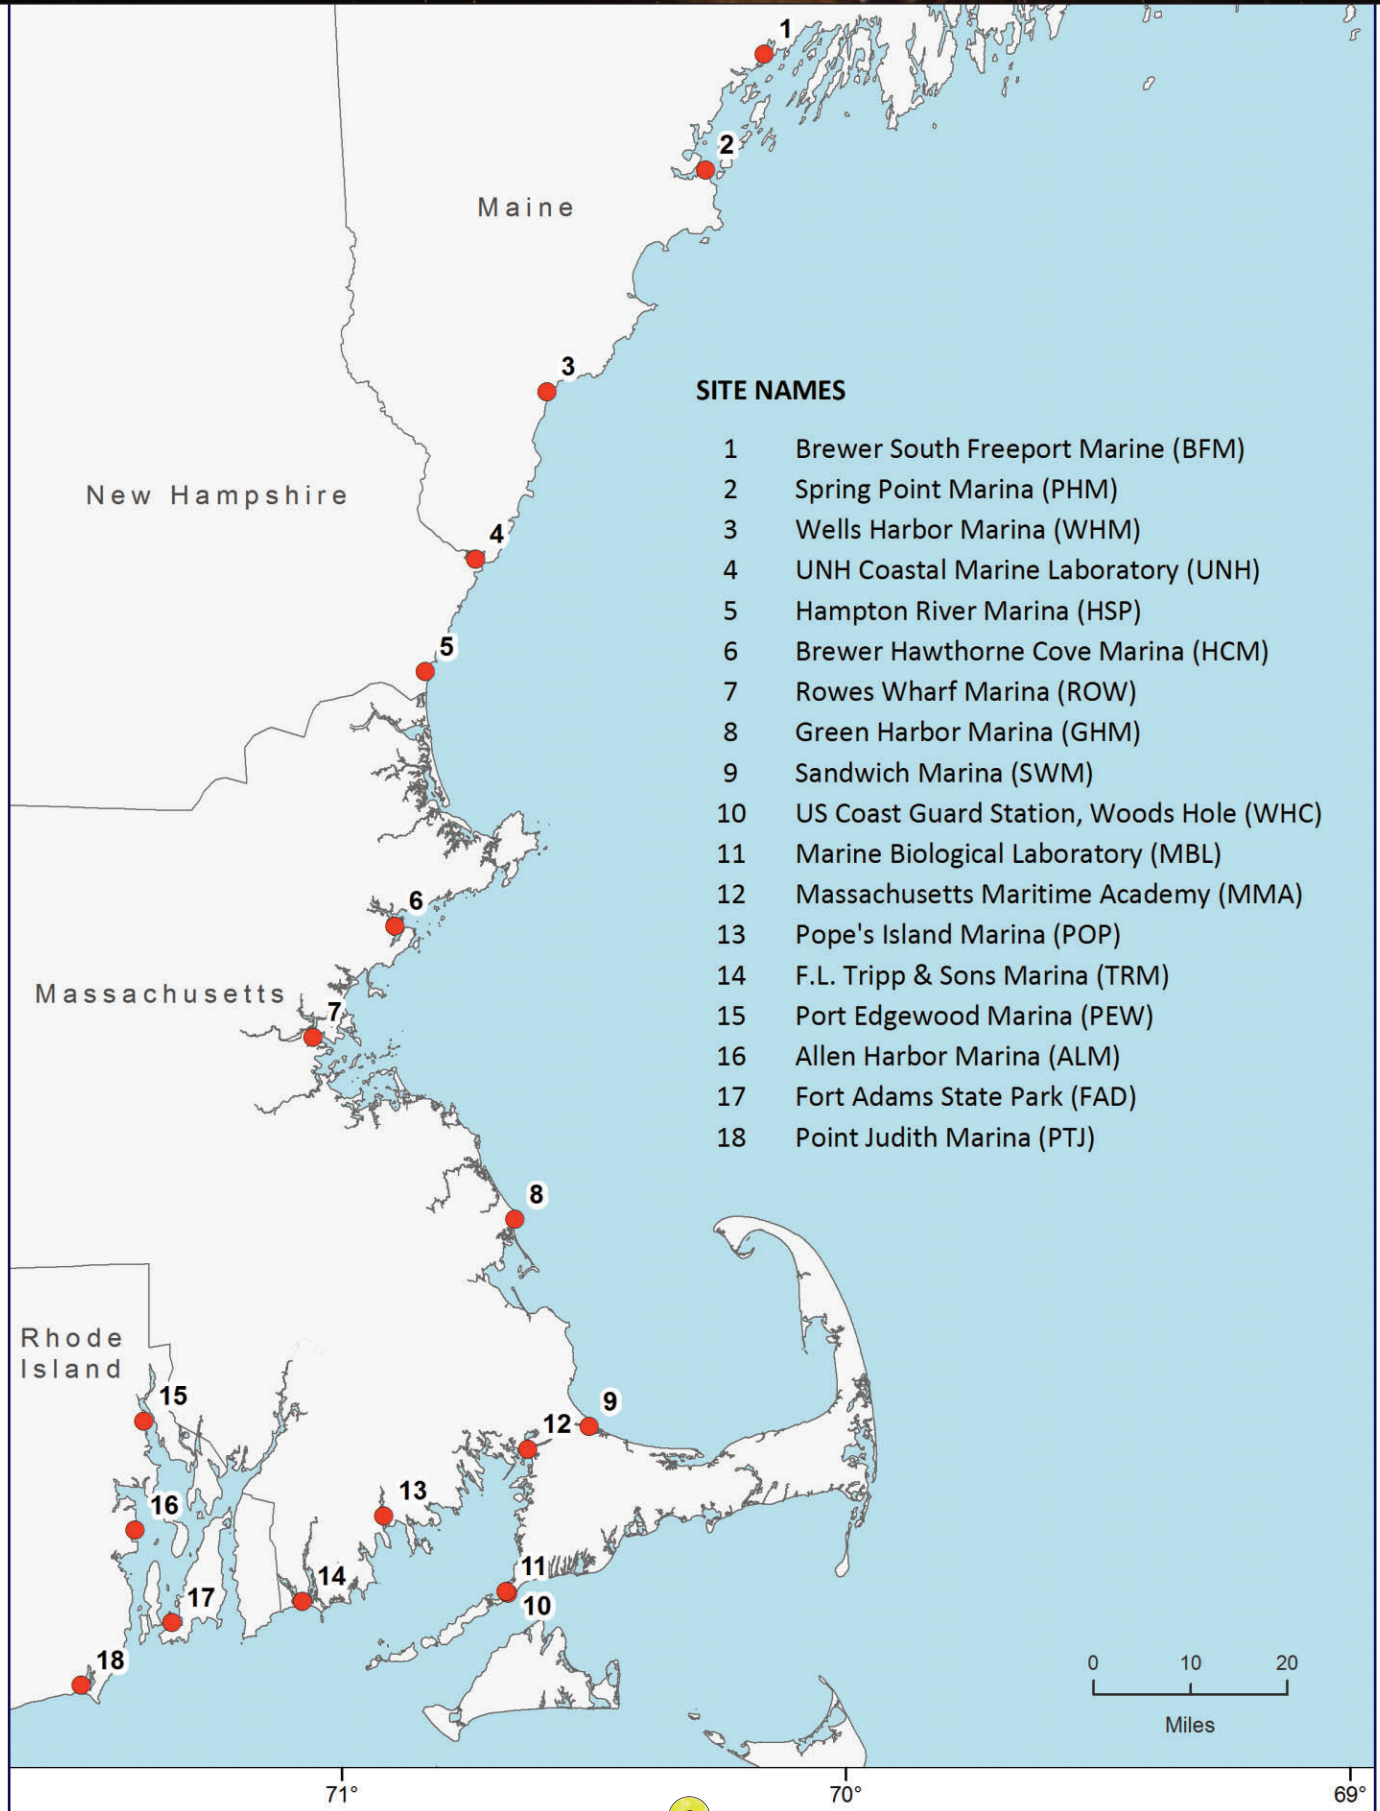 1
2
Maine
3
SITE NAMES
1 Brewer South Freeport Marine (BFM)
2 Spring Point Marina (PHM)
3 Wells Harbor Marina (WHM)
4 UNH Coastal Marine Laboratory (UNH)
5 Hampton River Marina (HSP)
6 Brewer Hawthorne Cove Marina (HCM)
7 Rowes Wharf Marina (ROW)
8 Green Harbor Marina (GHM)
9 Sandwich Marina (SWM)
10 US Coast Guard Station, Woods Hole (WHC)
11 Marine Biological Laboratory (MBL)
12 Massachusetts Maritime Academy (MMA)
13 Pope's Island Marina (POP)
14 F.L. Tripp & Sons Marina (TRM)
15 Port Edgewood Marina (PEW)
16 Allen Harbor Marina (ALM)
17 Fort Adams State Park (FAD)
18 Point Judith Marina (PTJ)
New Hampshire
4
5
6
Massachusetts
7
8
Rhode
Island
15
9
12
13
16
11
14
17
10
18
0 10 20
Miles
71° 70° 69°